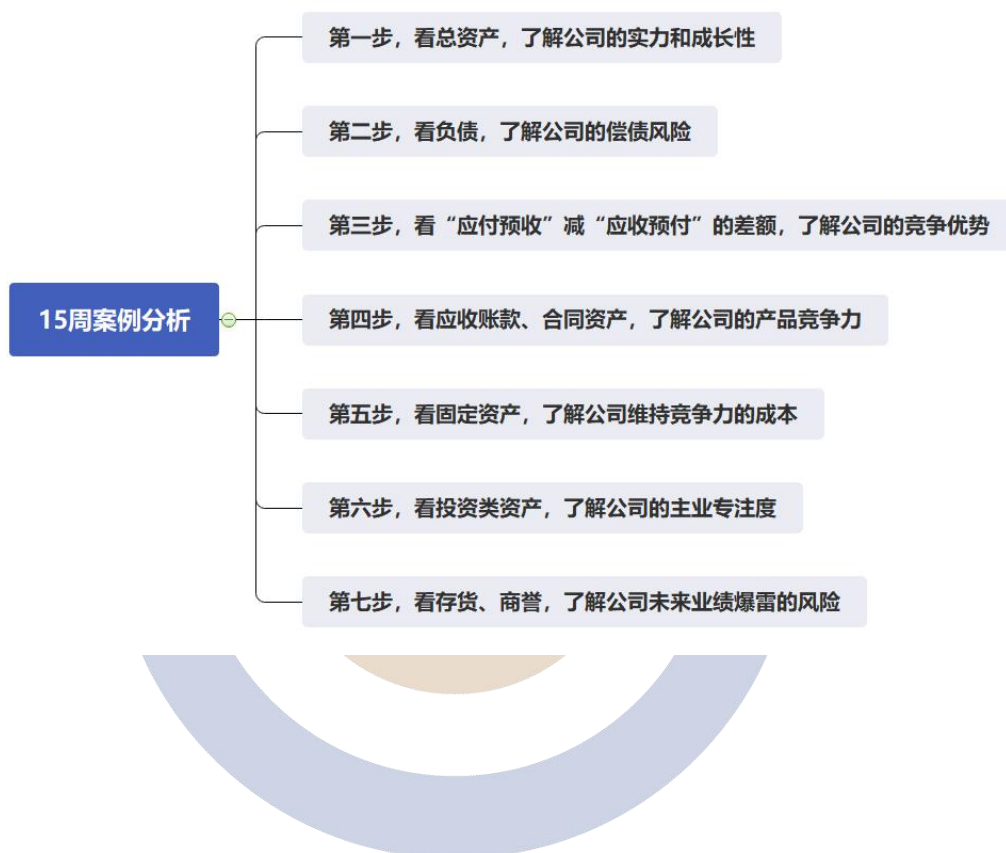 第一步，看总资产，了解公司的实力和成长性
第二步，看负债，了解公司的偿债风险
第三步，看“应付预收”减“应收预付”的差额，了解公司的竞争优势
15周案例分析
第四步，看应收账款、合同资产，了解公司的产品竞争力
第五步，看固定资产，了解公司维持竞争力的成本
第六步，看投资类资产，了解公司的主业专注度
第七步，看存货、商誉，了解公司未来业绩爆雷的风险